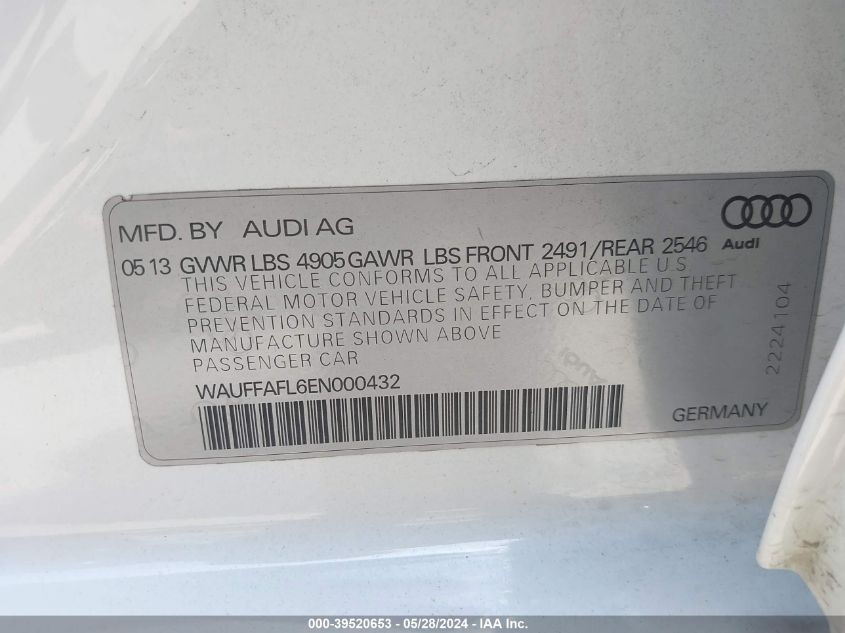 MFD. BY AUDI AG
Audi
05 13 GVWR LBS 4905 GAWR LBS FRONT 2491/REAR 2546
THIS VEHICLE CONFORMS TO ALL APPLICABLE U.S.
FEDERAL MOTOR VEHICLE SAFETY, BUMPER AND THEFT
PREVENTION STANDARDS IN EFFECT ON THE DATE OF
MANUFACTURE SHOWN ABOVE
PASSENGER CAR
WAUFFAFL6EN000432
GERMANY
2224104
000-39520653 - 05/28/2024 - IAA Inc.